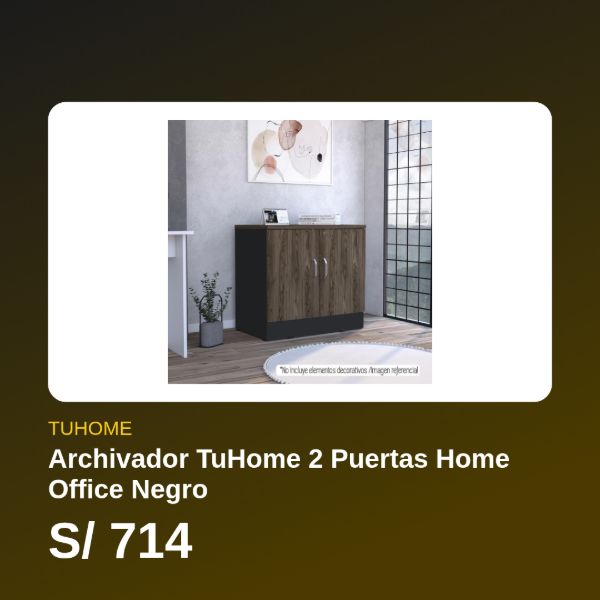 *No incluye elementos decorativos /Imagen referencial
TUHOME
Archivador TuHome 2 Puertas Home
Office Negro
S/ 714